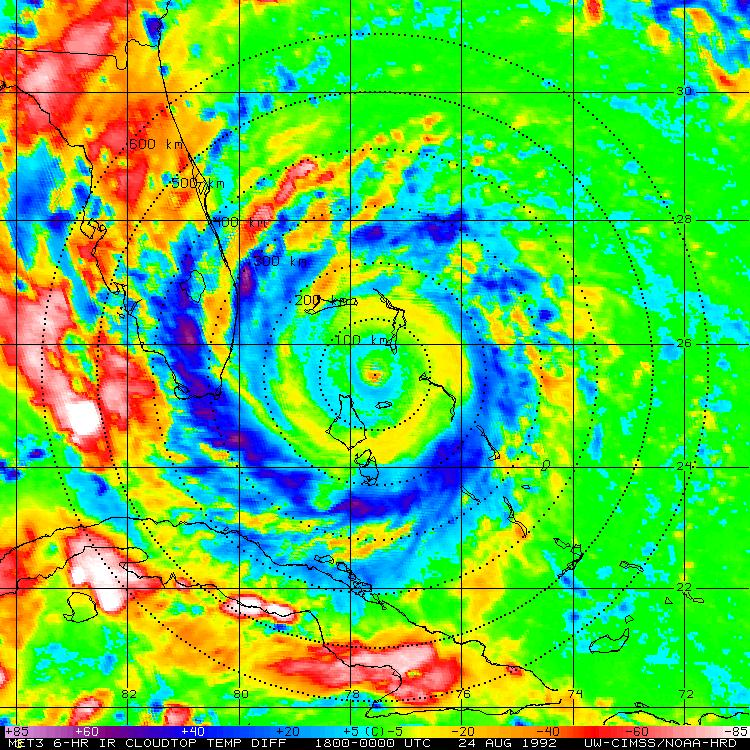 30
600 km
500 km
400 km
28
300 km
200 km
100 km
26
24
22
82 80 78 76 74 72
+85 +60 +40 +20 +5 (C) -5 -20 -40 -60 -85
MET3 6-HR IR CLOUDTOP TEMP DIFF 1800-0000 UTC 24 AUG 1992 UW-CIMSS/NOAA-HRD